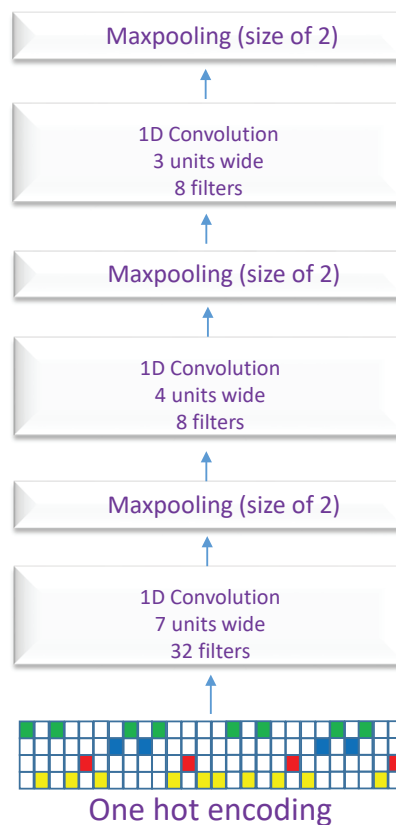 Maxpooling (size of 2)
1D Convolution
3 units wide
8 filters
Maxpooling (size of 2)
1D Convolution
4 units wide
8 filters
Maxpooling (size of 2)
1D Convolution
7 units wide
32 filters
One hot encoding